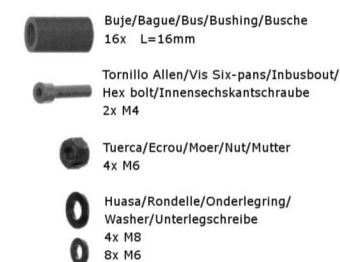 Buje/Bague/Bus/Bushing/Busche
16x L=16mm
Tornillo Allen/Vis Six-pans/Inbusbout/
Hex bolt/Innensechskantschraube
2x M4
Tuerca/Ecrou/Moer/Nut/Mutter
4x M6
Huasa/Rondelle/Onderlegring/
Washer/Unterlegschreibe
4x M8
8x M6